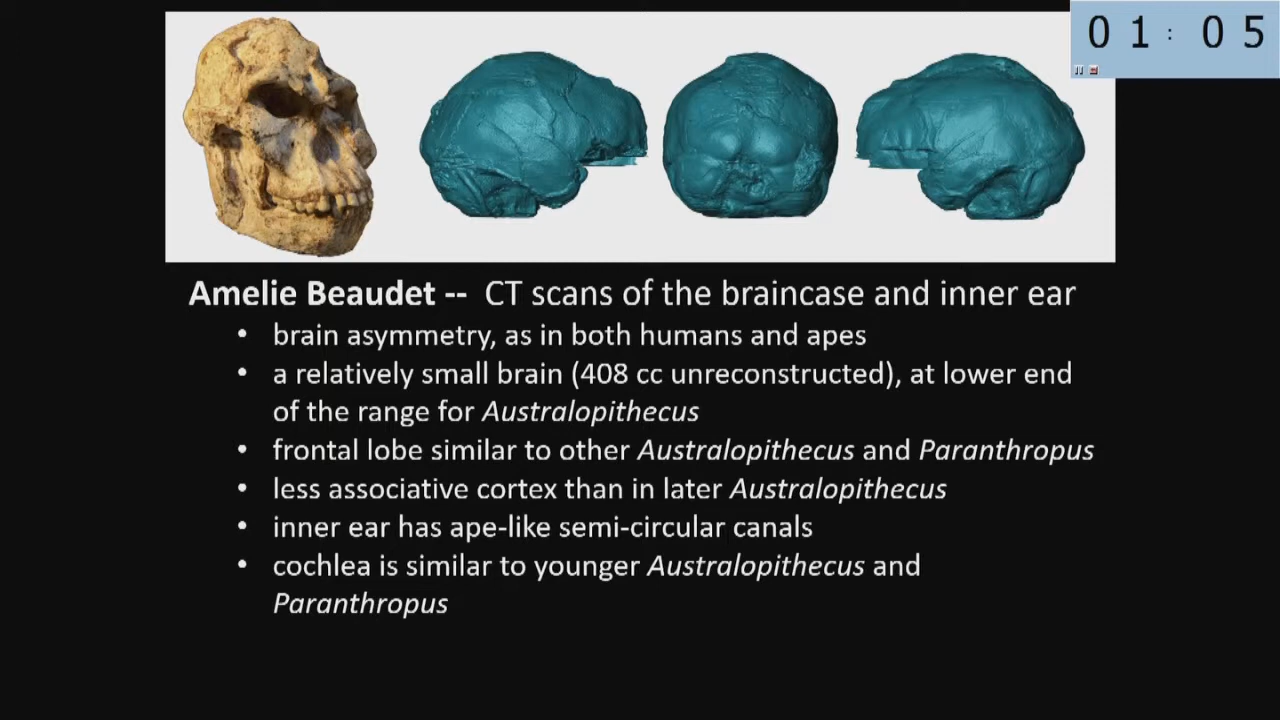 01:05
Amelie Beaudet -- CT scans of the braincase and inner ear
• brain asymmetry, as in both humans and apes
• a relatively small brain (408 cc unreconstructed), at lower end
of the range for Australopithecus
• frontal lobe similar to other Australopithecus and Paranthropus
• less associative cortex than in later Australopithecus
• inner ear has ape-like semi-circular canals
• cochlea is similar to younger Australopithecus and
Paranthropus